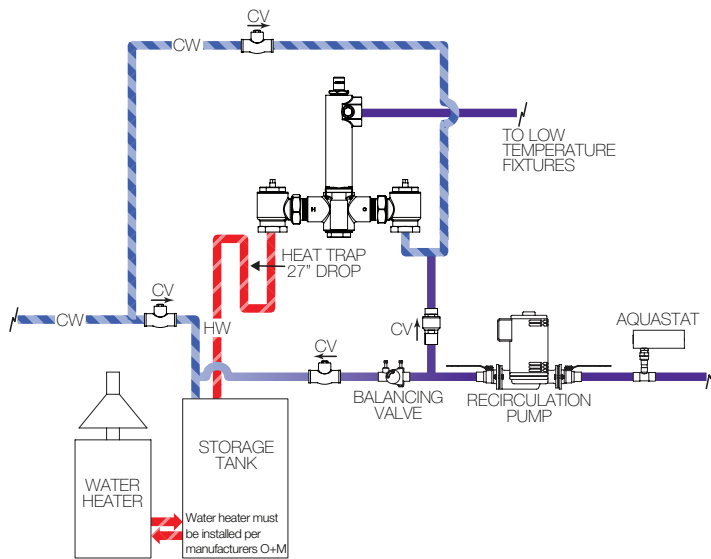 CV
CW
TO LOW
TEMPERATURE
FIXTURES
H
C
HEAT TRAP
27" DROP
CV
CW
HW
CV
AQUASTAT
CV
BALANCING
VALVE
RECIRCULATION
PUMP
STORAGE
TANK
WATER
HEATER
Water heater must
be installed per
manufacturers O+M